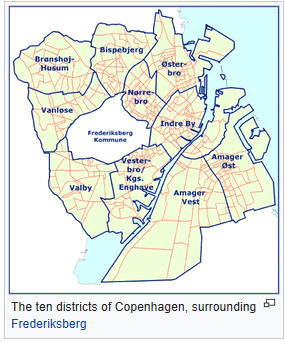 Brønshøj-
Husum
Bispebjerg
Øster-
bro
Nørre-
bro
Vanløse
Indre By
Frederiksberg
Kommune
Vester-
bro/
Kgs.
Enghave
Amager
Øst
Valby
Amager
Vest
The ten districts of Copenhagen, surrounding
Frederiksberg